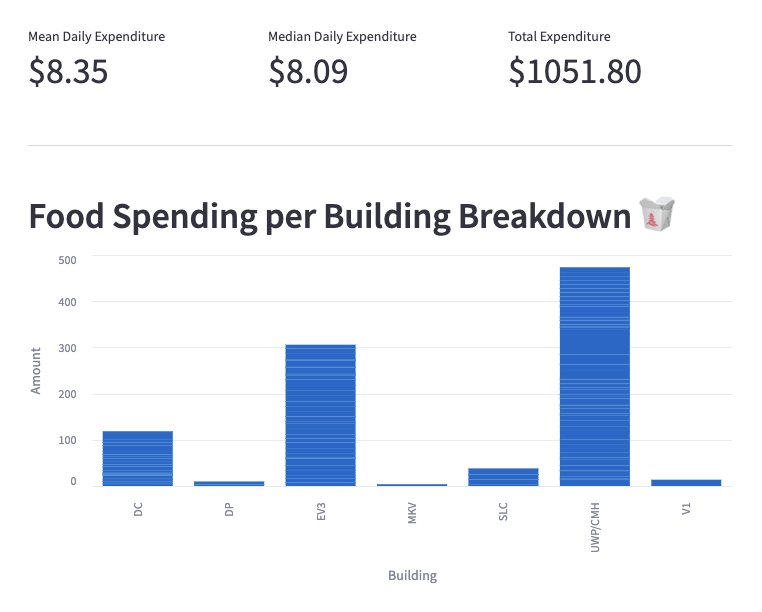 Mean Daily Expenditure Median Daily Expenditure Total Expenditure
$8.35 $8.09 $1051.80
Food Spending per Building Breakdown 🥡
500
400
300
200
100
0
Amount
DC DP EV3 MKV SLC UWP/CMH V1
Building